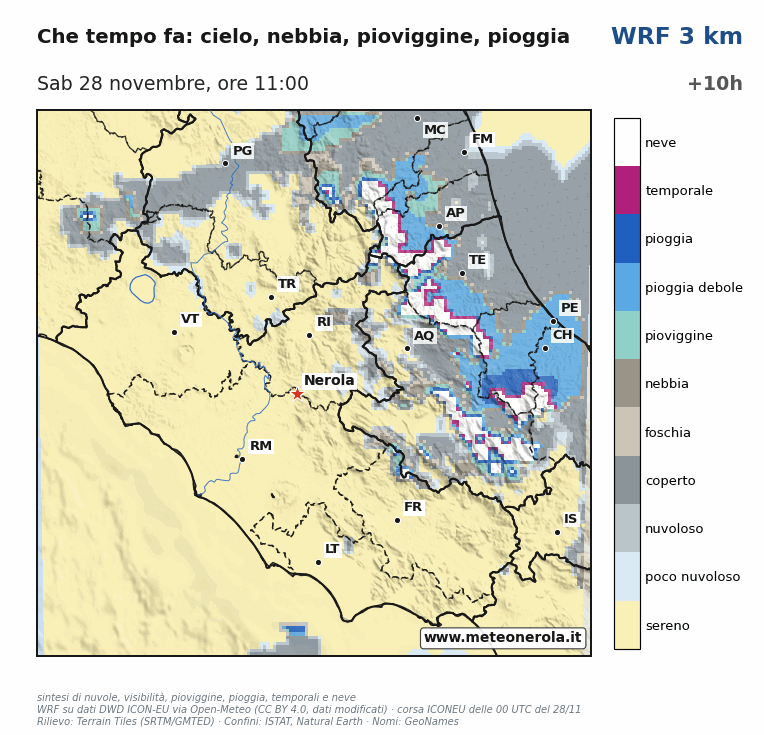 Che tempo fa: cielo, nebbia, pioviggine, pioggia
WRF 3 km
Sab 28 novembre, ore 11:00
+10h
MC
FM
PG
AP
TE
TR
PE
VT
RI
AQ
CH
Nerola
RM
FR
IS
LT
www.meteonerola.it
neve
temporale
pioggia
pioggia debole
pioviggine
nebbia
foschia
coperto
nuvoloso
poco nuvoloso
sereno
sintesi di nuvole, visibilità, pioviggine, pioggia, temporali e neve
WRF su dati DWD ICON-EU via Open-Meteo (CC BY 4.0, dati modificati) · corsa ICONEU delle 00 UTC del 28/11
Rilievo: Terrain Tiles (SRTM/GMTED) · Confini: ISTAT, Natural Earth · Nomi: GeoNames